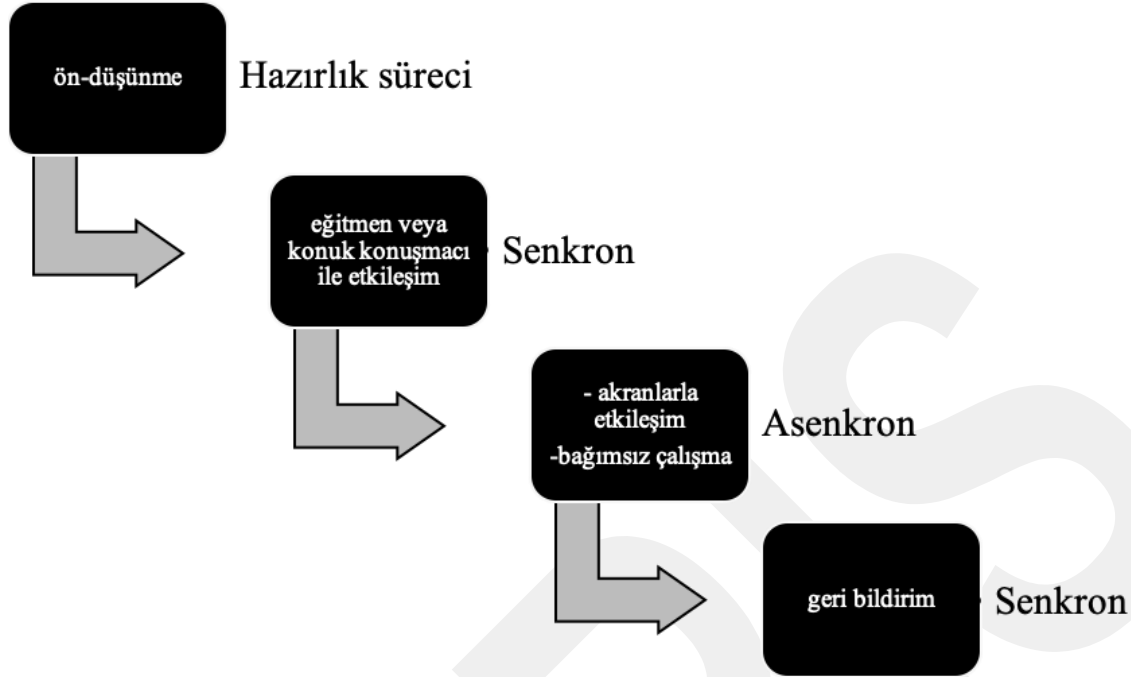 ön-düşünme
Hazırlık süreci
eğitmen veya
konuk konuşmacı
ile etkileşim
Senkron
- akranlarla
etkileşim
-bağımsız çalışma
Asenkron
geri bildirim
Senkron